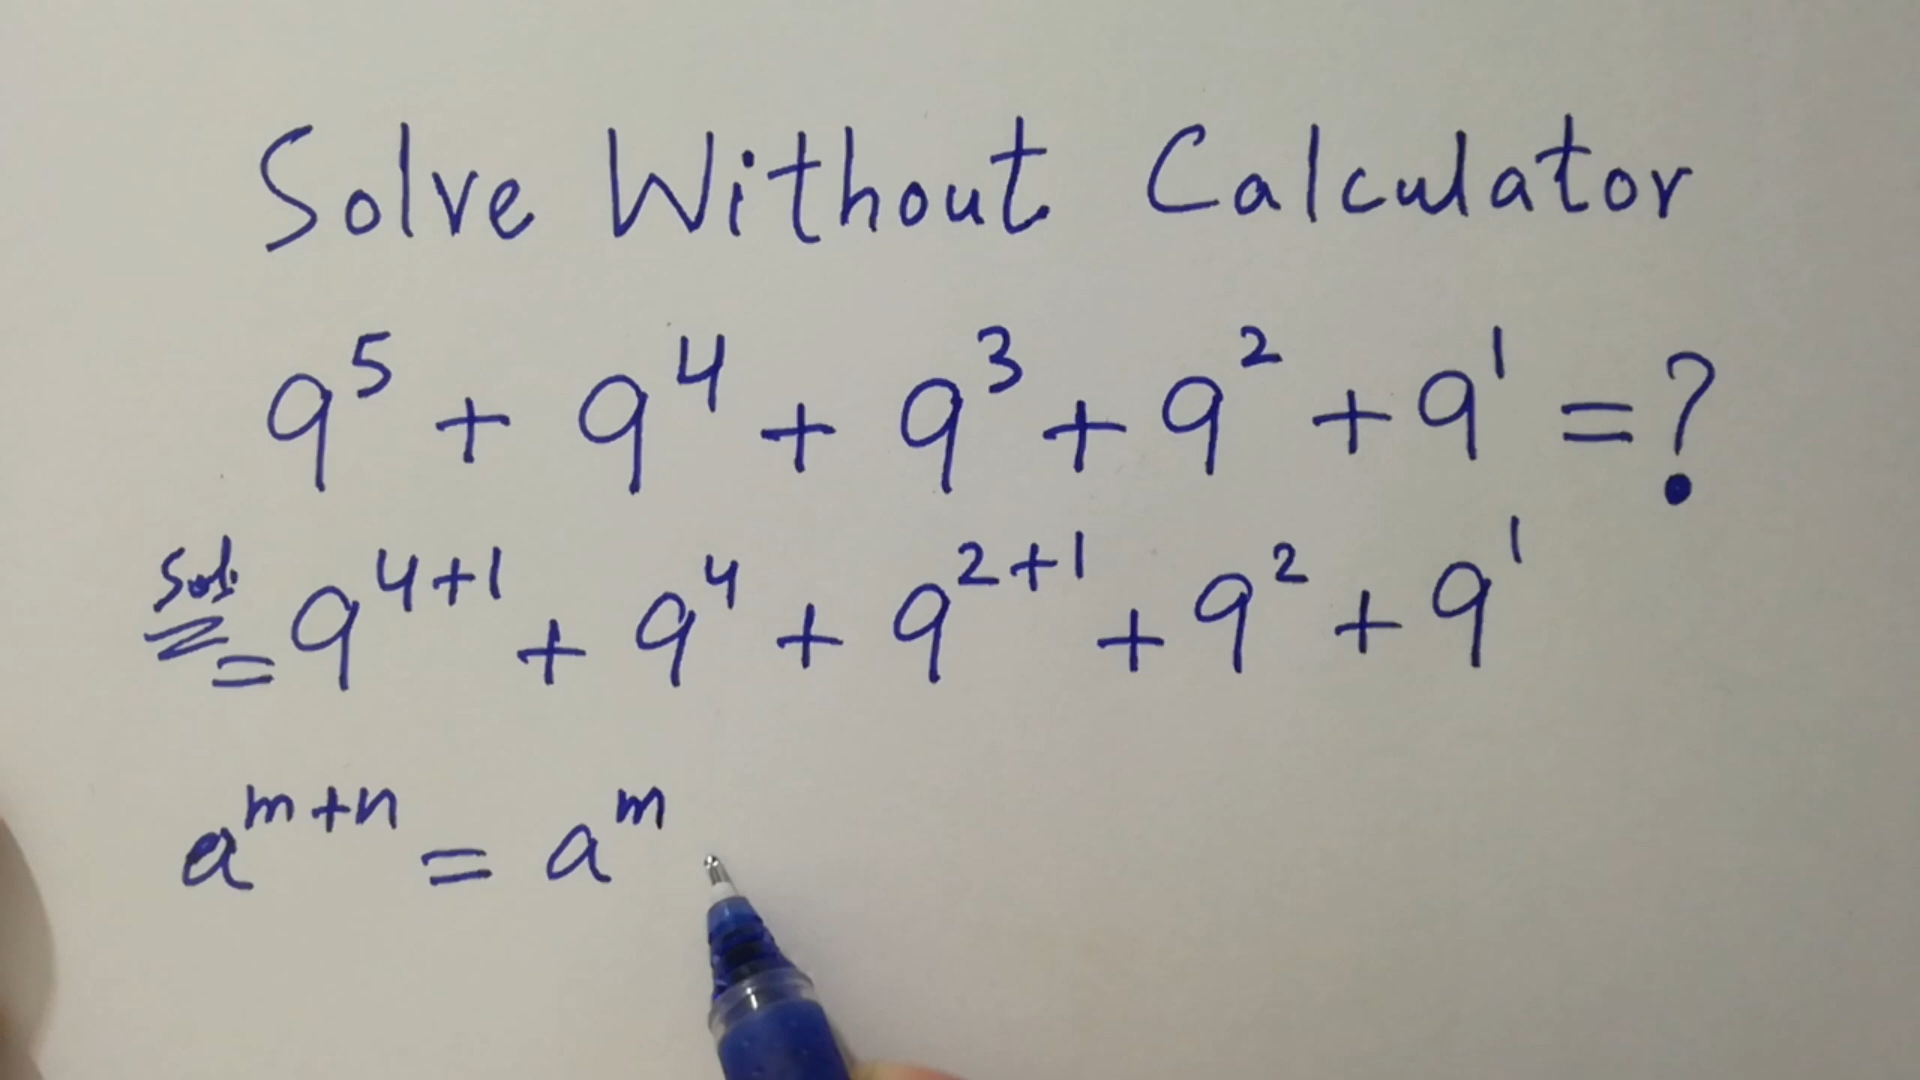 Solve Without Calculator
9⁵ + 9⁴ + 9³ + 9² + 9¹ = ?
Sol:
= 9⁴⁺¹ + 9⁴ + 9²⁺¹ + 9² + 9¹
aᵐ⁺ⁿ = aᵐ